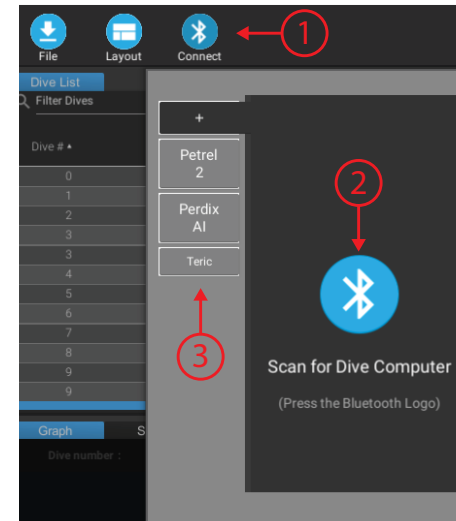 File Layout Connect
1
Dive List
Filter Dives
Dive #
0
1
2
3
3
4
5
6
7
8
9
9
Graph S
Dive number :
+
Petrel
2
Perdix
AI
Teric
3
2
Scan for Dive Computer
(Press the Bluetooth Logo)